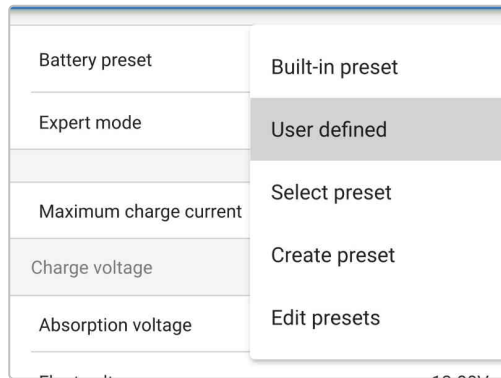 Battery preset
Built-in preset
Expert mode
User defined
Select preset
Maximum charge current
Create preset
Charge voltage
Absorption voltage
Edit presets